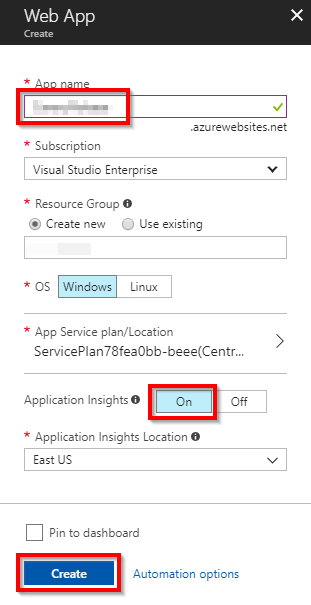 Web App
Create
* App name
.azurewebsites.net
* Subscription
Visual Studio Enterprise
* Resource Group
Create new Use existing
* OS Windows Linux
* App Service plan/Location
ServicePlan78fea0bb-beee(Centr...
Application Insights On Off
* Application Insights Location
East US
Pin to dashboard
Create Automation options